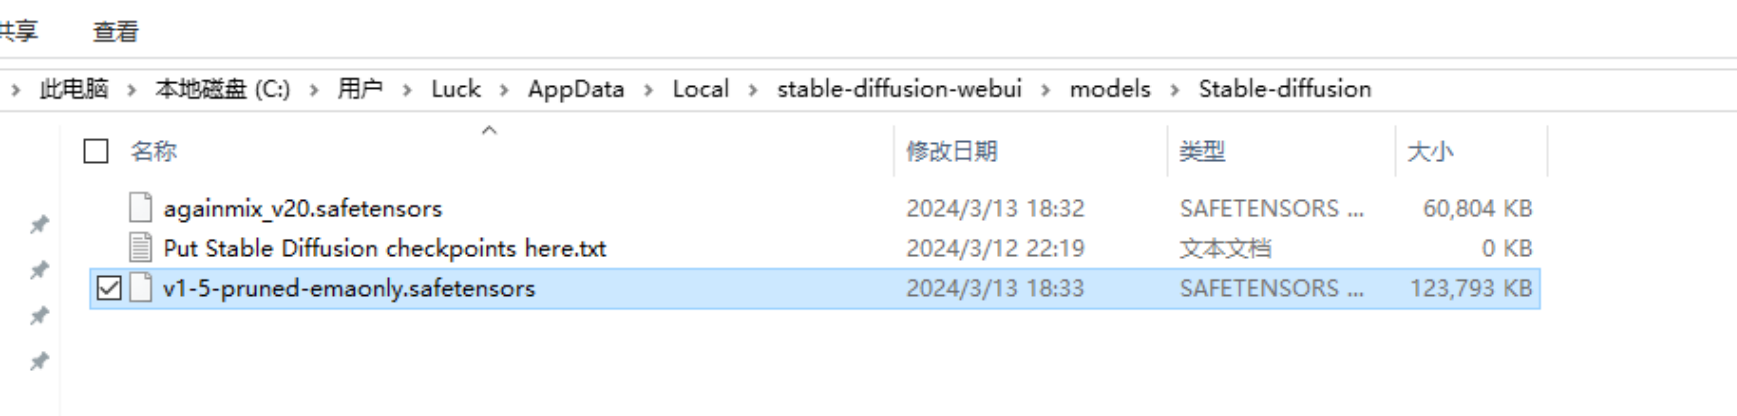 共享 查看
此电脑 › 本地磁盘 (C:) › 用户 › Luck › AppData › Local › stable-diffusion-webui › models › Stable-diffusion
名称 修改日期 类型 大小
againmix_v20.safetensors 2024/3/13 18:32 SAFETENSORS ... 60,804 KB
Put Stable Diffusion checkpoints here.txt 2024/3/12 22:19 文本文档 0 KB
v1-5-pruned-emaonly.safetensors 2024/3/13 18:33 SAFETENSORS ... 123,793 KB